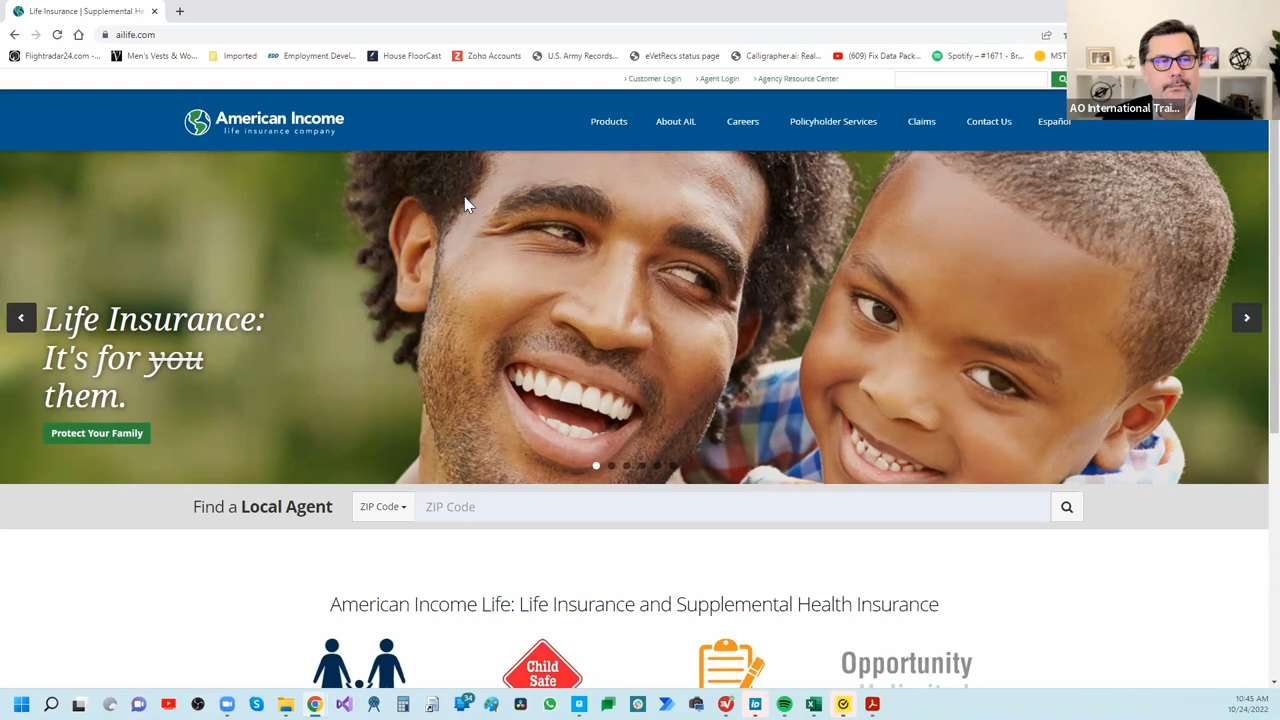 Life Insurance | Supplemental He
ailife.com
Flightradar24.com -...
Men's Vests & Wo...
Imported
EDD Employment Devel...
House FloorCast
Zoho Accounts
U.S. Army Records...
eVetRecs status page
Calligrapher.ai: Real...
(609) Fix Data Pack...
Spotify – #1671 - Br...
MST
› Customer Login
› Agent Login
› Agency Resource Center
AO International Trai...
American Income
life insurance company
Products
About AIL
Careers
Policyholder Services
Claims
Contact Us
Español
Life Insurance:
It's for you
them.
Protect Your Family
Find a Local Agent
ZIP Code
ZIP Code
American Income Life: Life Insurance and Supplemental Health Insurance
Child
Safe
Opportunity
Unlimited
34
10:45 AM
10/24/2022